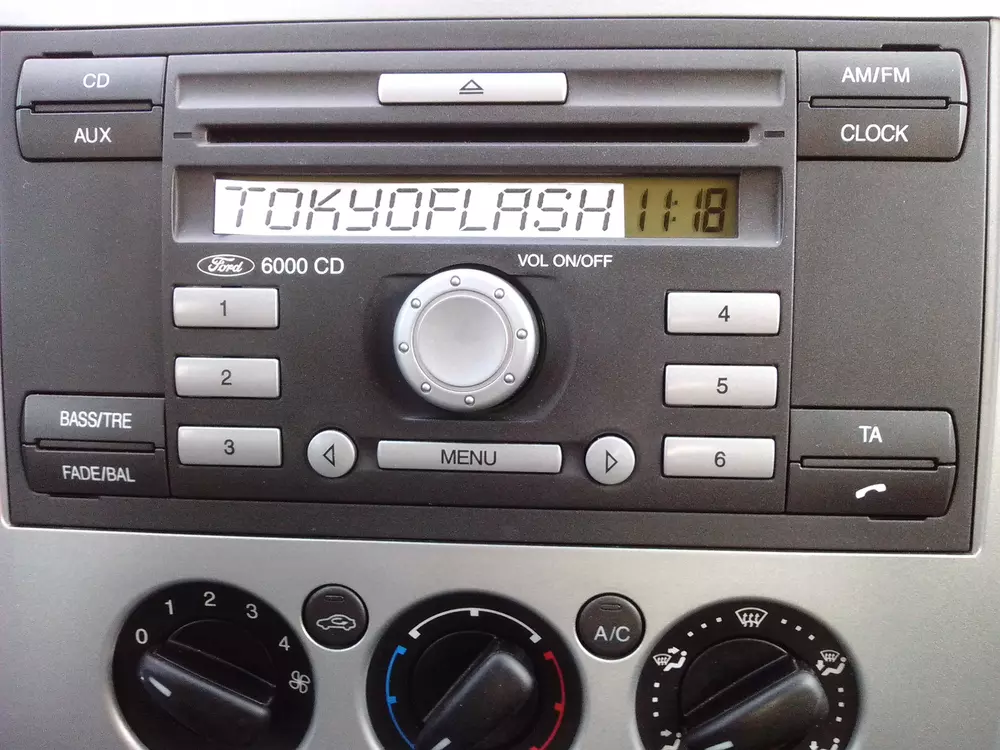 CD
AUX
AM/FM
CLOCK
TOKYOFLASH 11:18
Ford 6000 CD
VOL ON/OFF
1
2
3
4
5
6
BASS/TRE
FADE/BAL
MENU
TA
0 1 2 3 4
A/C